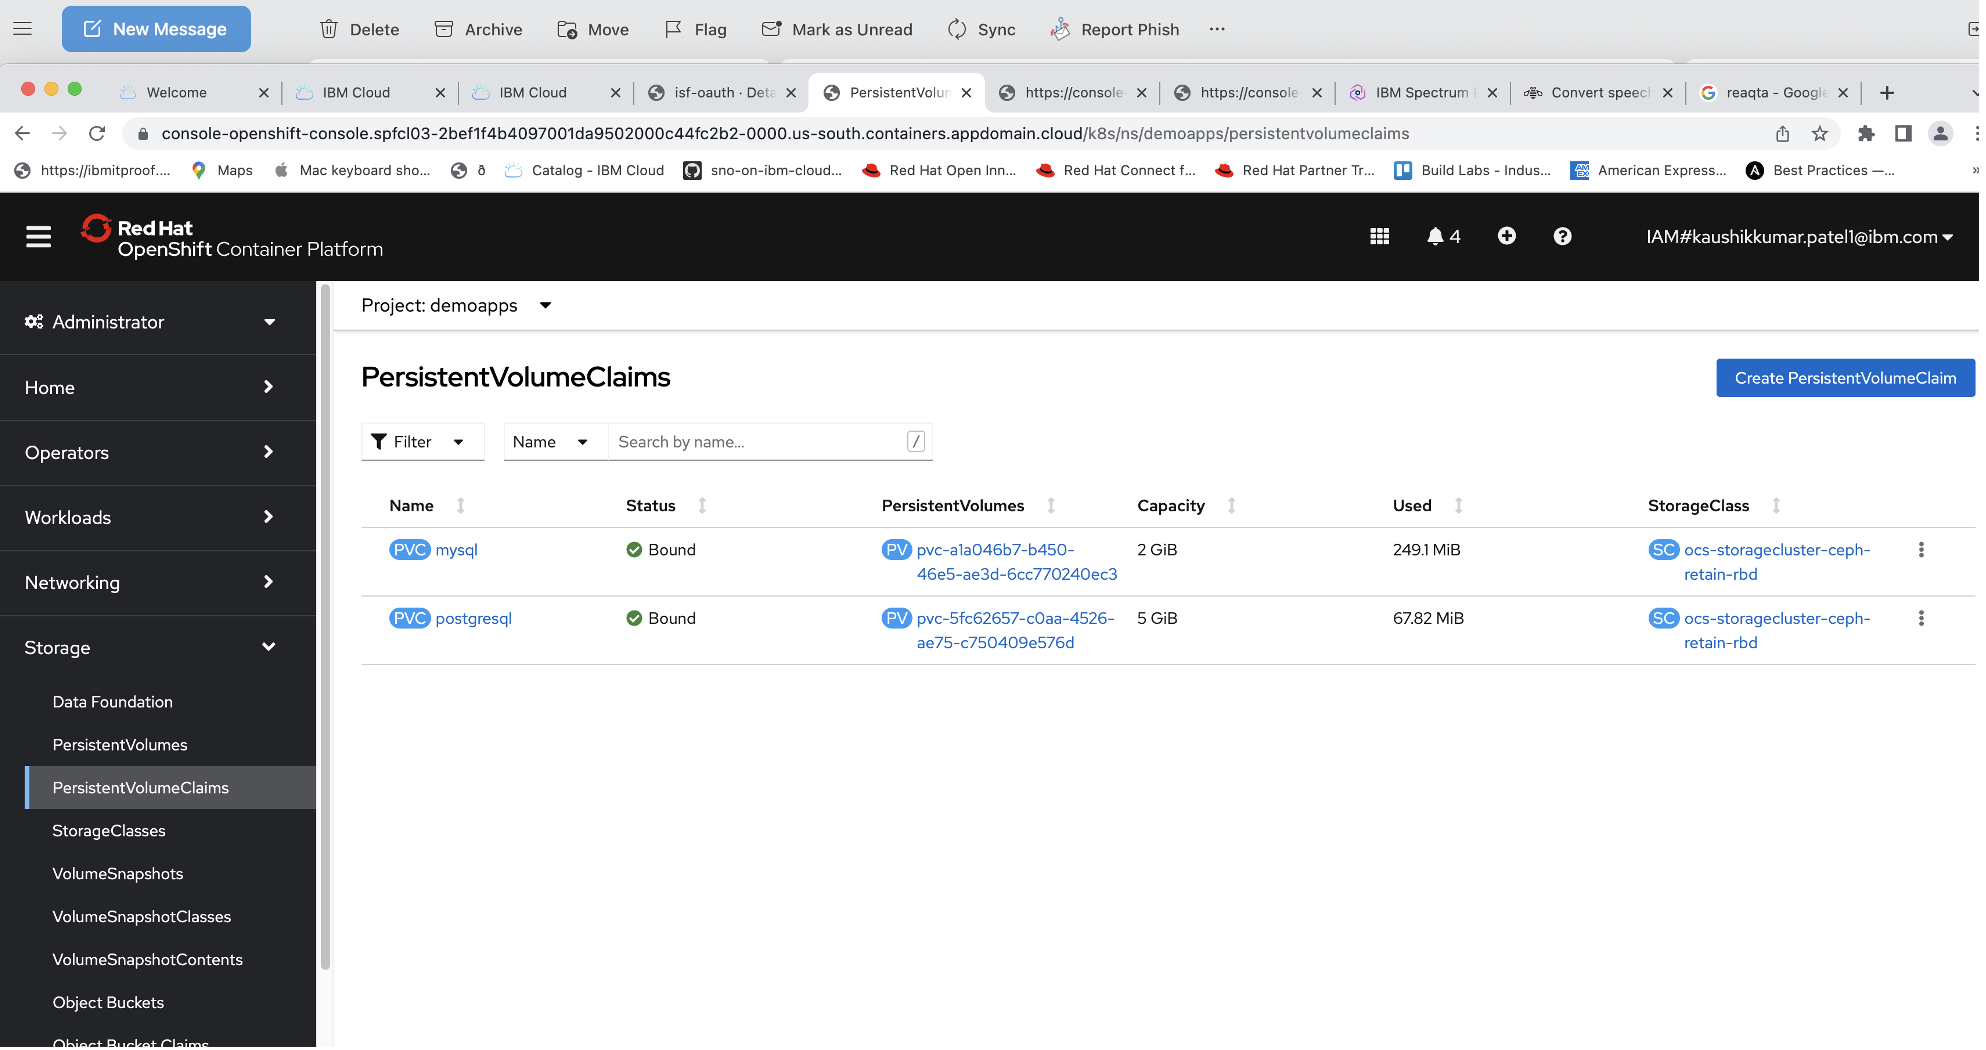 New Message Delete Archive Move Flag Mark as Unread Sync Report Phish ...
Welcome IBM Cloud IBM Cloud isf-oauth · Deta PersistentVolun https://console- https://console- IBM Spectrum Convert speech reaqta - Google
console-openshift-console.spfcl03-2bef1f4b4097001da9502000c44fc2b2-0000.us-south.containers.appdomain.cloud/k8s/ns/demoapps/persistentvolumeclaims
https://ibmitproof.... Maps Mac keyboard sho... ð Catalog - IBM Cloud sno-on-ibm-cloud... Red Hat Open Inn... Red Hat Connect f... Red Hat Partner Tr... Build Labs - Indus... American Express... Best Practices —... »
Red Hat
OpenShift Container Platform
4
IAM#kaushikkumar.patel1@ibm.com
Administrator
Home
Operators
Workloads
Networking
Storage
Data Foundation
PersistentVolumes
PersistentVolumeClaims
StorageClasses
VolumeSnapshots
VolumeSnapshotClasses
VolumeSnapshotContents
Object Buckets
Object Bucket Claims
Project: demoapps
PersistentVolumeClaims
Create PersistentVolumeClaim
Filter Name Search by name... /
Name Status PersistentVolumes Capacity Used StorageClass
PVC mysql Bound PV pvc-a1a046b7-b450- 2 GiB 249.1 MiB SC ocs-storagecluster-ceph-
46e5-ae3d-6cc770240ec3 retain-rbd
PVC postgresql Bound PV pvc-5fc62657-c0aa-4526- 5 GiB 67.82 MiB SC ocs-storagecluster-ceph-
ae75-c750409e576d retain-rbd